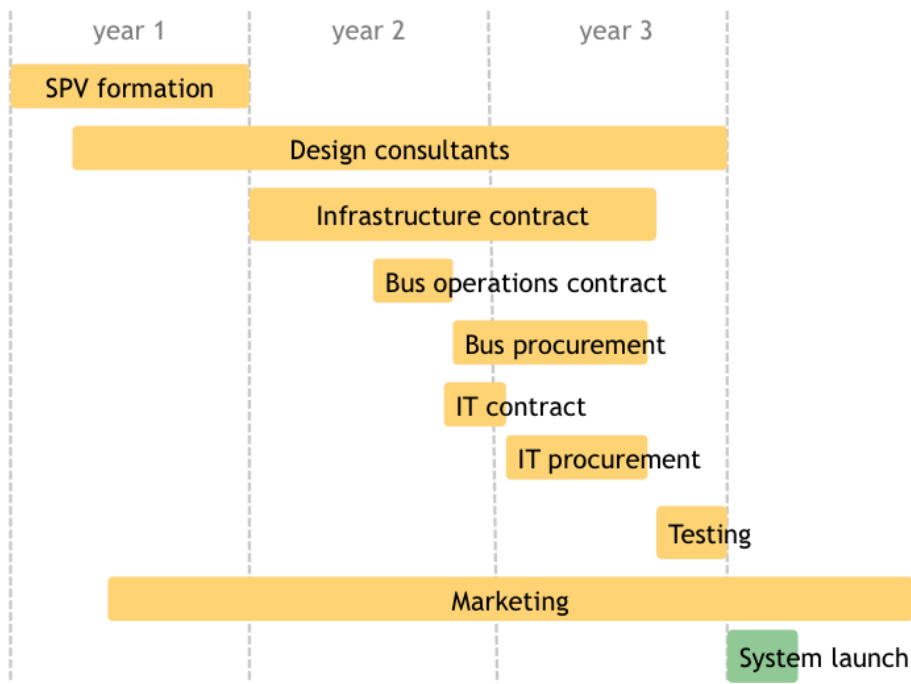 year 1 year 2 year 3
SPV formation
Design consultants
Infrastructure contract
Bus operations contract
Bus procurement
IT contract
IT procurement
Testing
Marketing
System launch